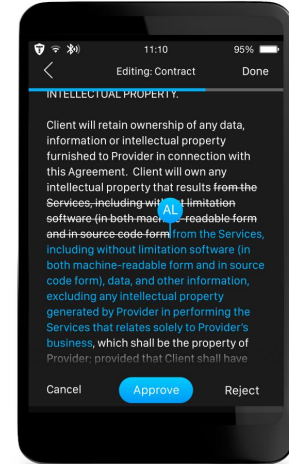 11:10
95%
Editing: Contract
Done
INTELLECTUAL PROPERTY.
Client will retain ownership of any data,
information or intellectual property
furnished to Provider in connection with
this Agreement. Client will own any
intellectual property that results from the
Services, including without limitation
software (in both machine-readable form
AL
and in source code form from the Services,
including without limitation software (in
both machine-readable form and in source
code form), data, and other information,
excluding any intellectual property
generated by Provider in performing the
Services that relates solely to Provider's
business, which shall be the property of
Provider; provided that Client shall have
Cancel
Approve
Reject